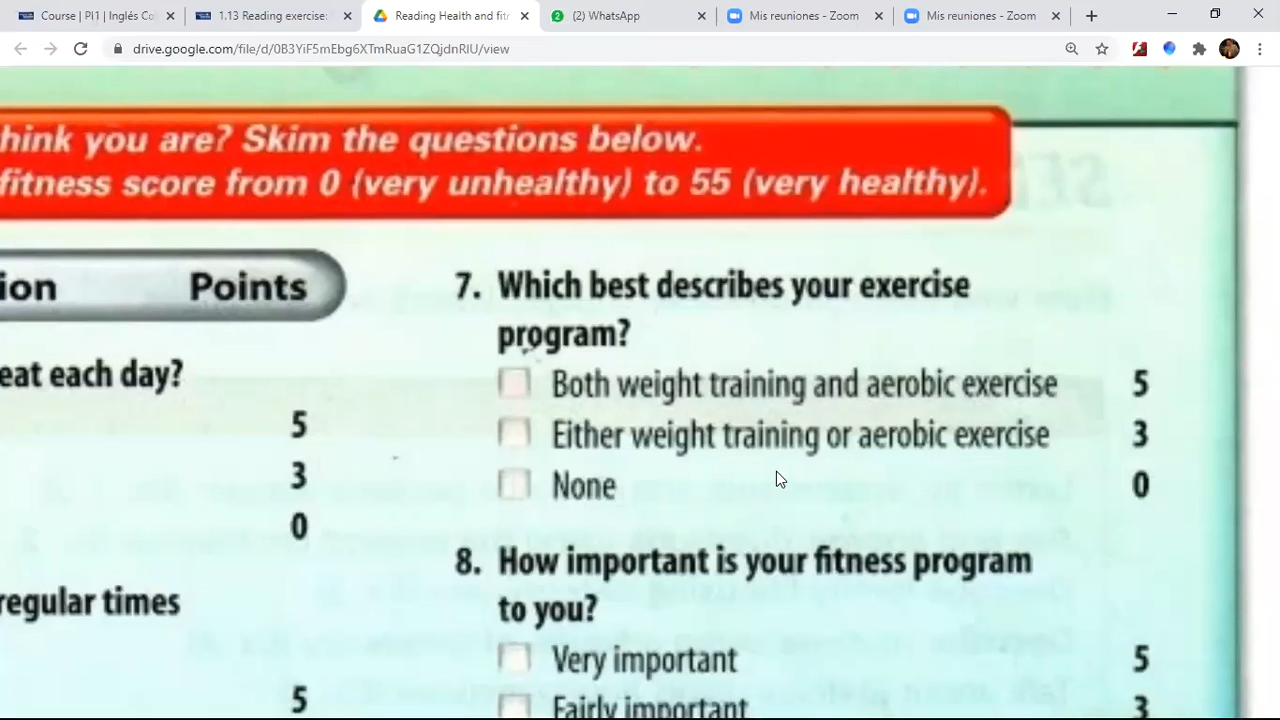 Course | PI1 | Inglés Co
1.13 Reading exercise:
Reading Health and fit
(2) WhatsApp
Mis reuniones - Zoom
Mis reuniones - Zoom
drive.google.com/file/d/0B3YiF5mEbg6XTmRuaG1ZQjdnRlU/view
hink you are? Skim the questions below.
fitness score from 0 (very unhealthy) to 55 (very healthy).
ion Points
eat each day?
5
3
0
regular times
5
7. Which best describes your exercise
program?
Both weight training and aerobic exercise 5
Either weight training or aerobic exercise 3
None 0
8. How important is your fitness program
to you?
Very important 5
Fairly important 3